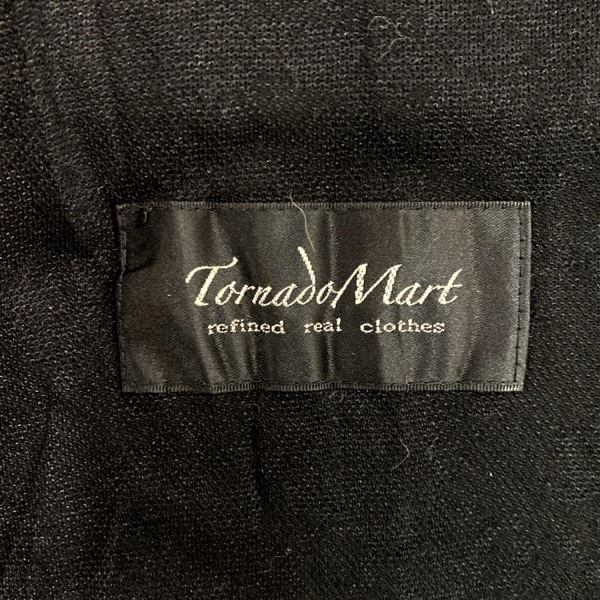 TornadoMart
refined real clothes